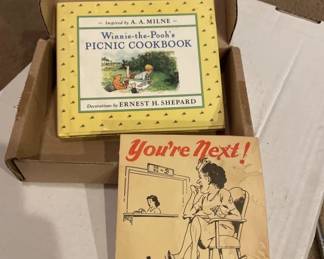 Inspired by A. A. MILNE
WINNIE-THE-POOH'S
PICNIC COOKBOOK
Decorations by ERNEST H. SHEPARD
You're Next!